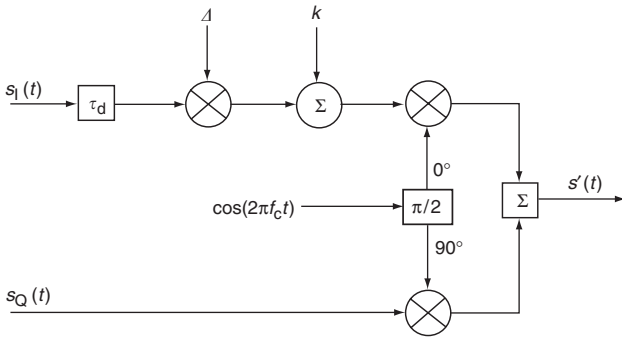 Δ
k
s_I(t)
τ_d
Σ
0°
cos(2πf_ct)
π/2
Σ
s′(t)
90°
s_Q(t)